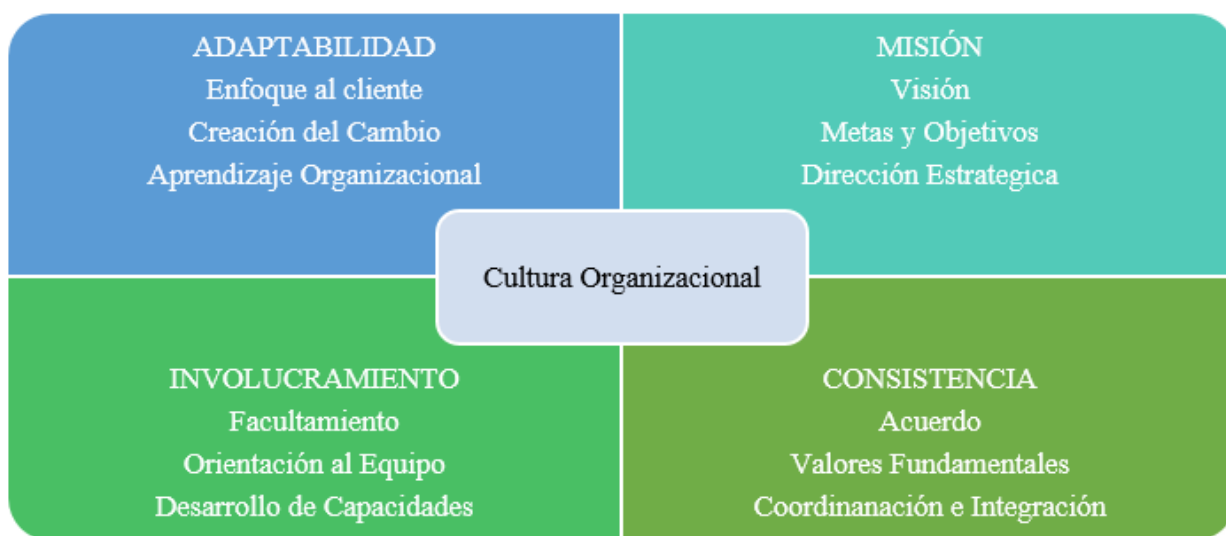 ADAPTABILIDAD
Enfoque al cliente
Creación del Cambio
Aprendizaje Organizacional
MISIÓN
Visión
Metas y Objetivos
Dirección Estrategica
Cultura Organizacional
INVOLUCRAMIENTO
Facultamiento
Orientación al Equipo
Desarrollo de Capacidades
CONSISTENCIA
Acuerdo
Valores Fundamentales
Coordinanación e Integración